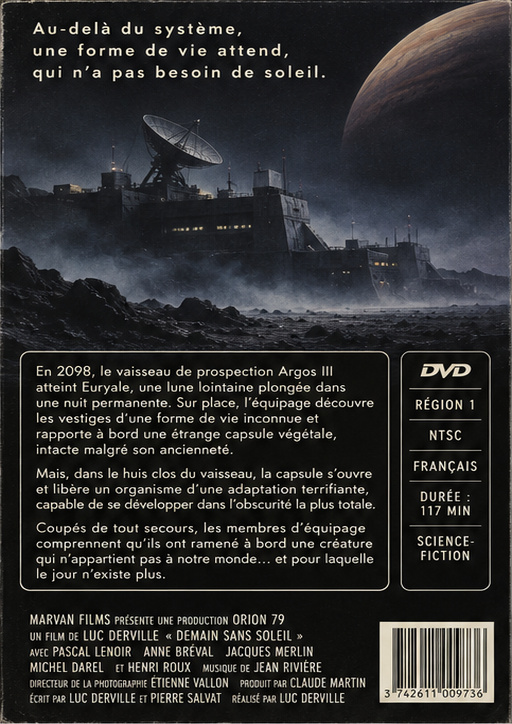 Au-delà du système,
une forme de vie attend,
qui n'a pas besoin de soleil.
En 2098, le vaisseau de prospection Argos III
atteint Euryale, une lune lointaine plongée dans
une nuit permanente. Sur place, l'équipage découvre
les vestiges d'une forme de vie inconnue et
rapporte à bord une étrange capsule végétale,
intacte malgré son ancienneté.
Mais, dans le huis clos du vaisseau, la capsule s'ouvre
et libère un organisme d'une adaptation terrifiante,
capable de se développer dans l'obscurité la plus totale.
Coupés de tout secours, les membres d'équipage
comprennent qu'ils ont ramené à bord une créature
qui n'appartient pas à notre monde... et pour laquelle
le jour n'existe plus.
DVD
RÉGION 1
NTSC
FRANÇAIS
DURÉE :
117 MIN
SCIENCE-
FICTION
MARVAN FILMS PRÉSENTE UNE PRODUCTION ORION 79
UN FILM DE LUC DERVILLE « DEMAIN SANS SOLEIL »
AVEC PASCAL LENOIR ANNE BRÉVAL JACQUES MERLIN
MICHEL DAREL ET HENRI ROUX MUSIQUE DE JEAN RIVIÈRE
DIRECTEUR DE LA PHOTOGRAPHIE ÉTIENNE VALLON PRODUIT PAR CLAUDE MARTIN
ÉCRIT PAR LUC DERVILLE ET PIERRE SALVAT RÉALISÉ PAR LUC DERVILLE
3 742611 009736